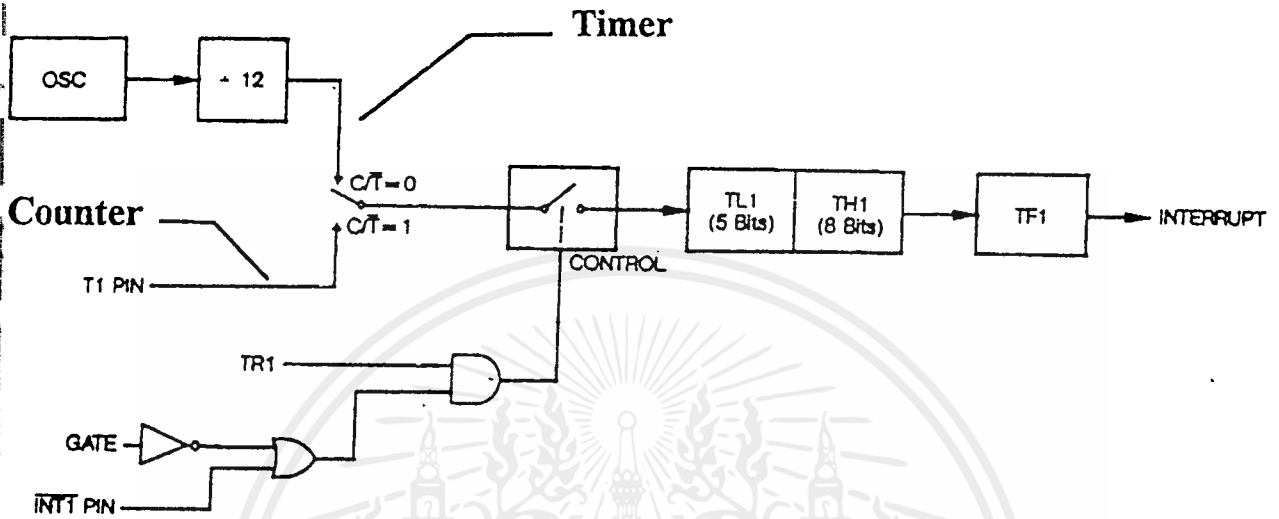 Timer
OSC
÷ 12
C/T̅=0
Counter
C/T̅=1
T1 PIN
CONTROL
TL1
(5 Bits)
TH1
(8 Bits)
TF1
INTERRUPT
TR1
GATE
I̅N̅T̅1̅ PIN